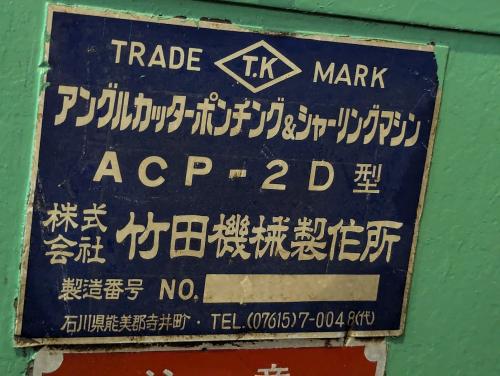 TRADE T.K MARK
アングルカッターポンチング&シャーリングマシン
ACP-2D型
株式会社 竹田機械製作所
製造番号 NO.
石川県能美郡寺井町・TEL.(07615)7-0048(代)
注意